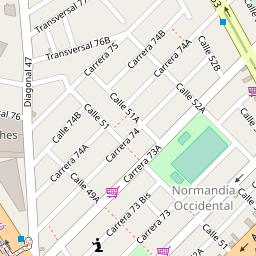 Transversal 77
Transversal 76B
Carrera 75
Carrera 74B
Carrera 74A
Calle 52B
Diagonal 47
Calle 51A
Calle 52A
Calle 51
Calle 74B
Carrera 74
Carrera 74A
Carrera 73A
Calle 49A
Normandía
Occidental
Carrera 73 Bis
Carrera 73
Calle 51